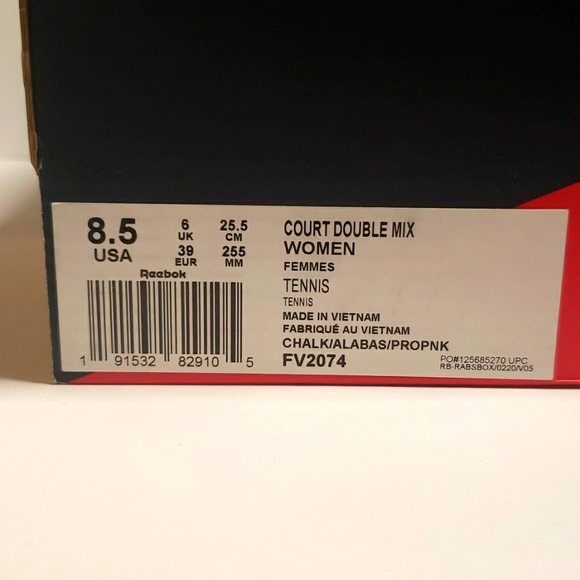 8.5
USA
6
UK
39
EUR
25.5
CM
255
MM
Reebok
1 91532 82910 5
COURT DOUBLE MIX
WOMEN
FEMMES
TENNIS
TENNIS
MADE IN VIETNAM
FABRIQUÉ AU VIETNAM
CHALK/ALABAS/PROPNK
FV2074
PO#125685270 UPC
RB-RABSBOX/0220/V05